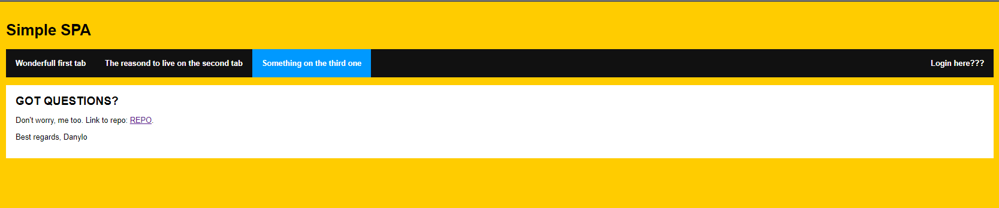 Simple SPA
Wonderfull first tab The reasond to live on the second tab Something on the third one Login here???
GOT QUESTIONS?
Don't worry, me too. Link to repo: REPO.
Best regards, Danylo